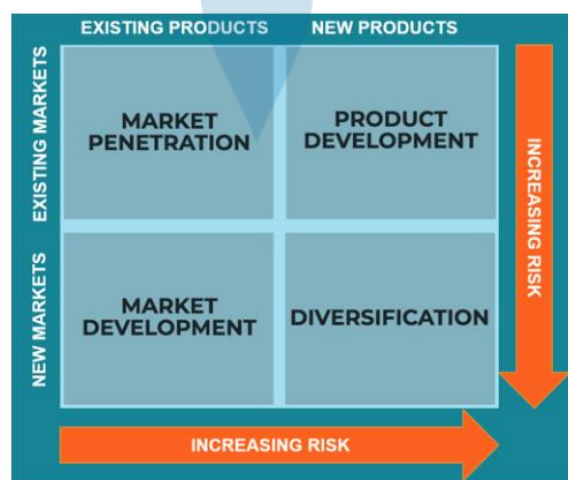 EXISTING PRODUCTS
NEW PRODUCTS
EXISTING MARKETS
MARKET
PENETRATION
PRODUCT
DEVELOPMENT
INCREASING RISK
NEW MARKETS
MARKET
DEVELOPMENT
DIVERSIFICATION
INCREASING RISK